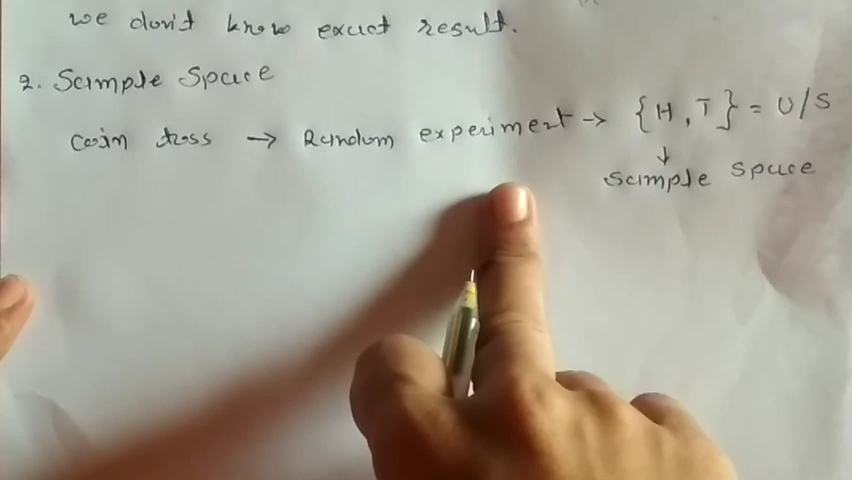 we don't know exact result.
2. Sample Space
Coin toss → Random experiment → {H, T} = U/S
↓
Sample space